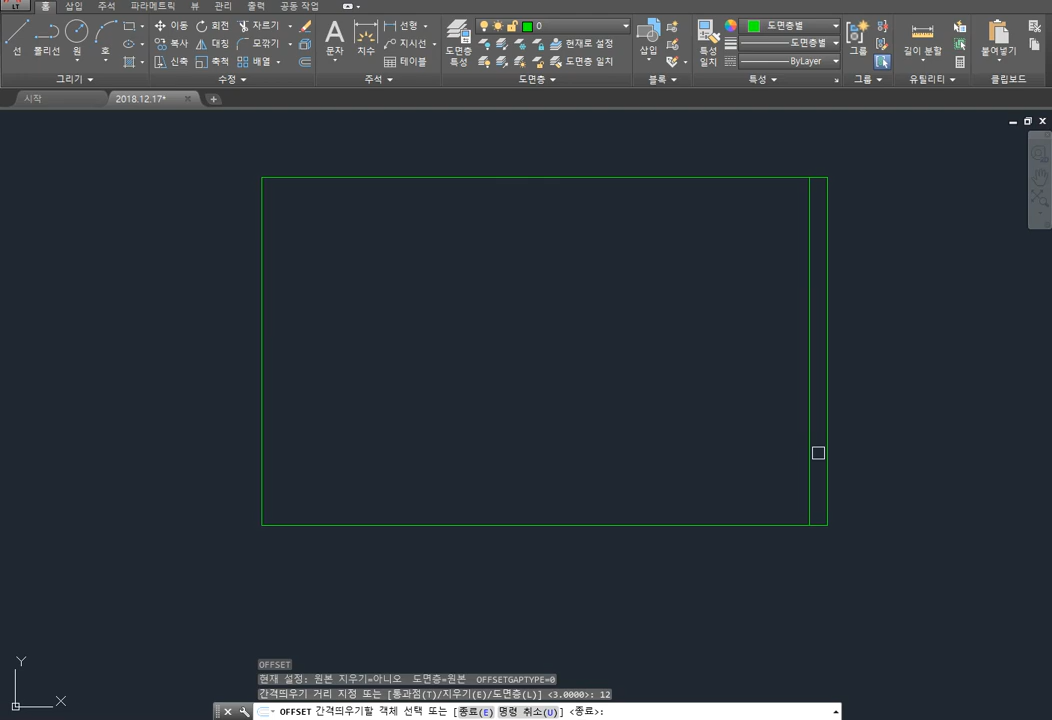 LT 홈 삽입 주석 파라메트릭 뷰 관리 출력 공동 작업
선 폴리선 원 호
이동 회전 자르기
복사 대칭 모깎기
신축 축척 배열
문자 치수
선형
지시선
테이블
도면층 특성
0
현재로 설정
도면층 일치
삽입
특성 일치
도면층별
도면층별
ByLayer
그룹
길이 분할
붙여넣기
그리기 수정 주석 도면층 블록 특성 그룹 유틸리티 클립보드
시작 2018.12.17*
Y
X
OFFSET
현재 설정: 원본 지우기=아니오 도면층=원본 OFFSETGAPTYPE=0
간격띄우기 거리 지정 또는 [통과점(T)/지우기(E)/도면층(L)] <3.0000>: 12
OFFSET 간격띄우기할 객체 선택 또는 [종료(E) 명령 취소(U)] <종료>: